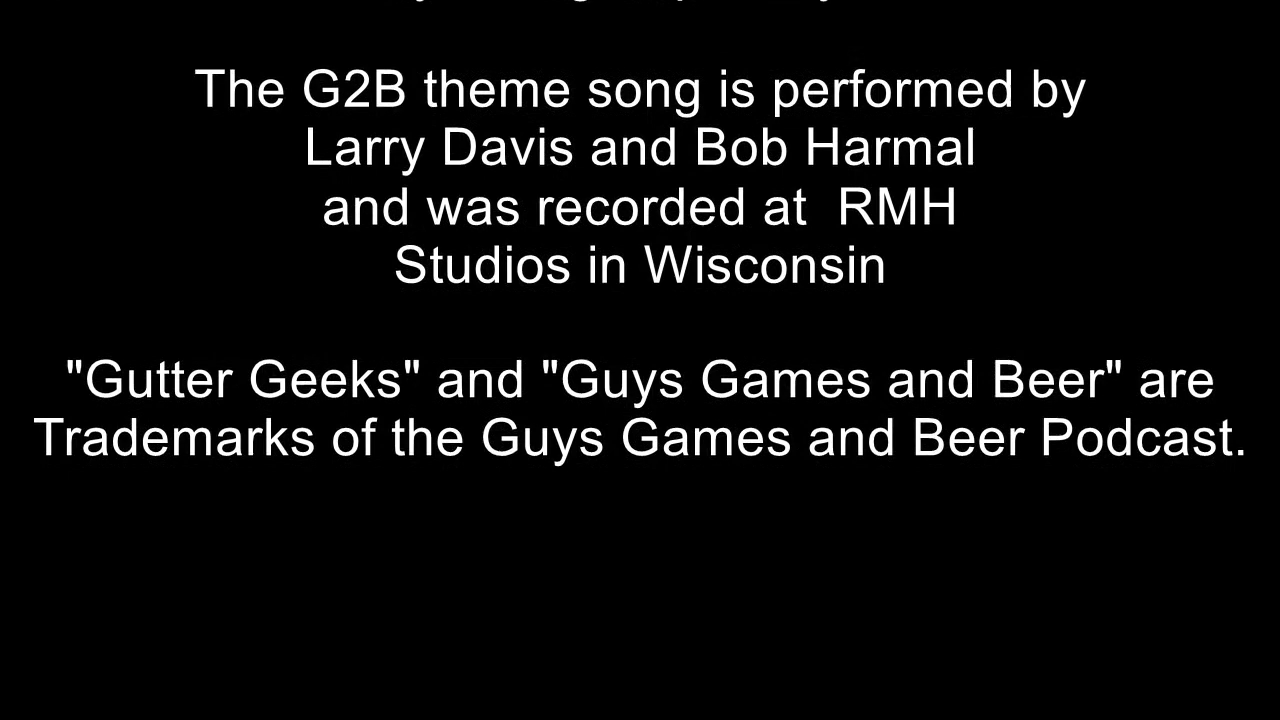 The G2B theme song is performed by
Larry Davis and Bob Harmal
and was recorded at  RMH
Studios in Wisconsin
"Gutter Geeks" and "Guys Games and Beer" are
Trademarks of the Guys Games and Beer Podcast.